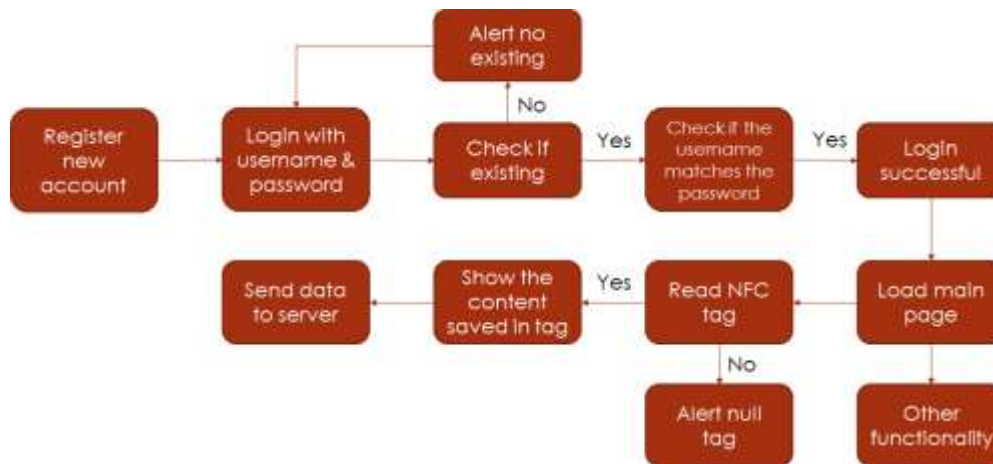 Alert no
existing
No
Register
new
account
Login with
username &
password
Check if
existing
Yes
Check if the
username
matches the
password
Yes
Login
successful
Send data
to server
Show the
content
saved in tag
Yes
Read NFC
tag
Load main
page
No
Alert null
tag
Other
functionality